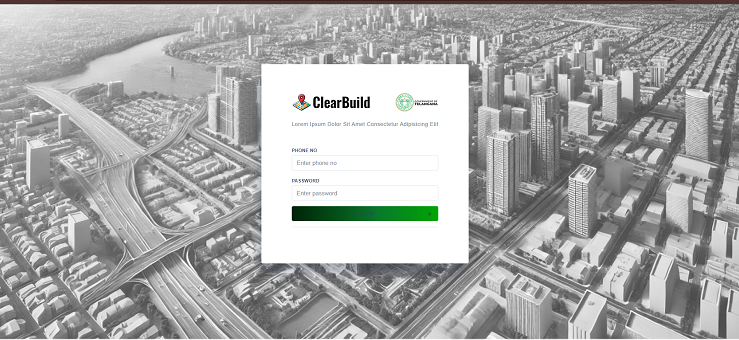 ClearBuild
GOVERNMENT OF
TELANGANA
Lorem Ipsum Dolor Sit Amet Consectetur Adipisicing Elit
PHONE NO
Enter phone no
PASSWORD
Enter password